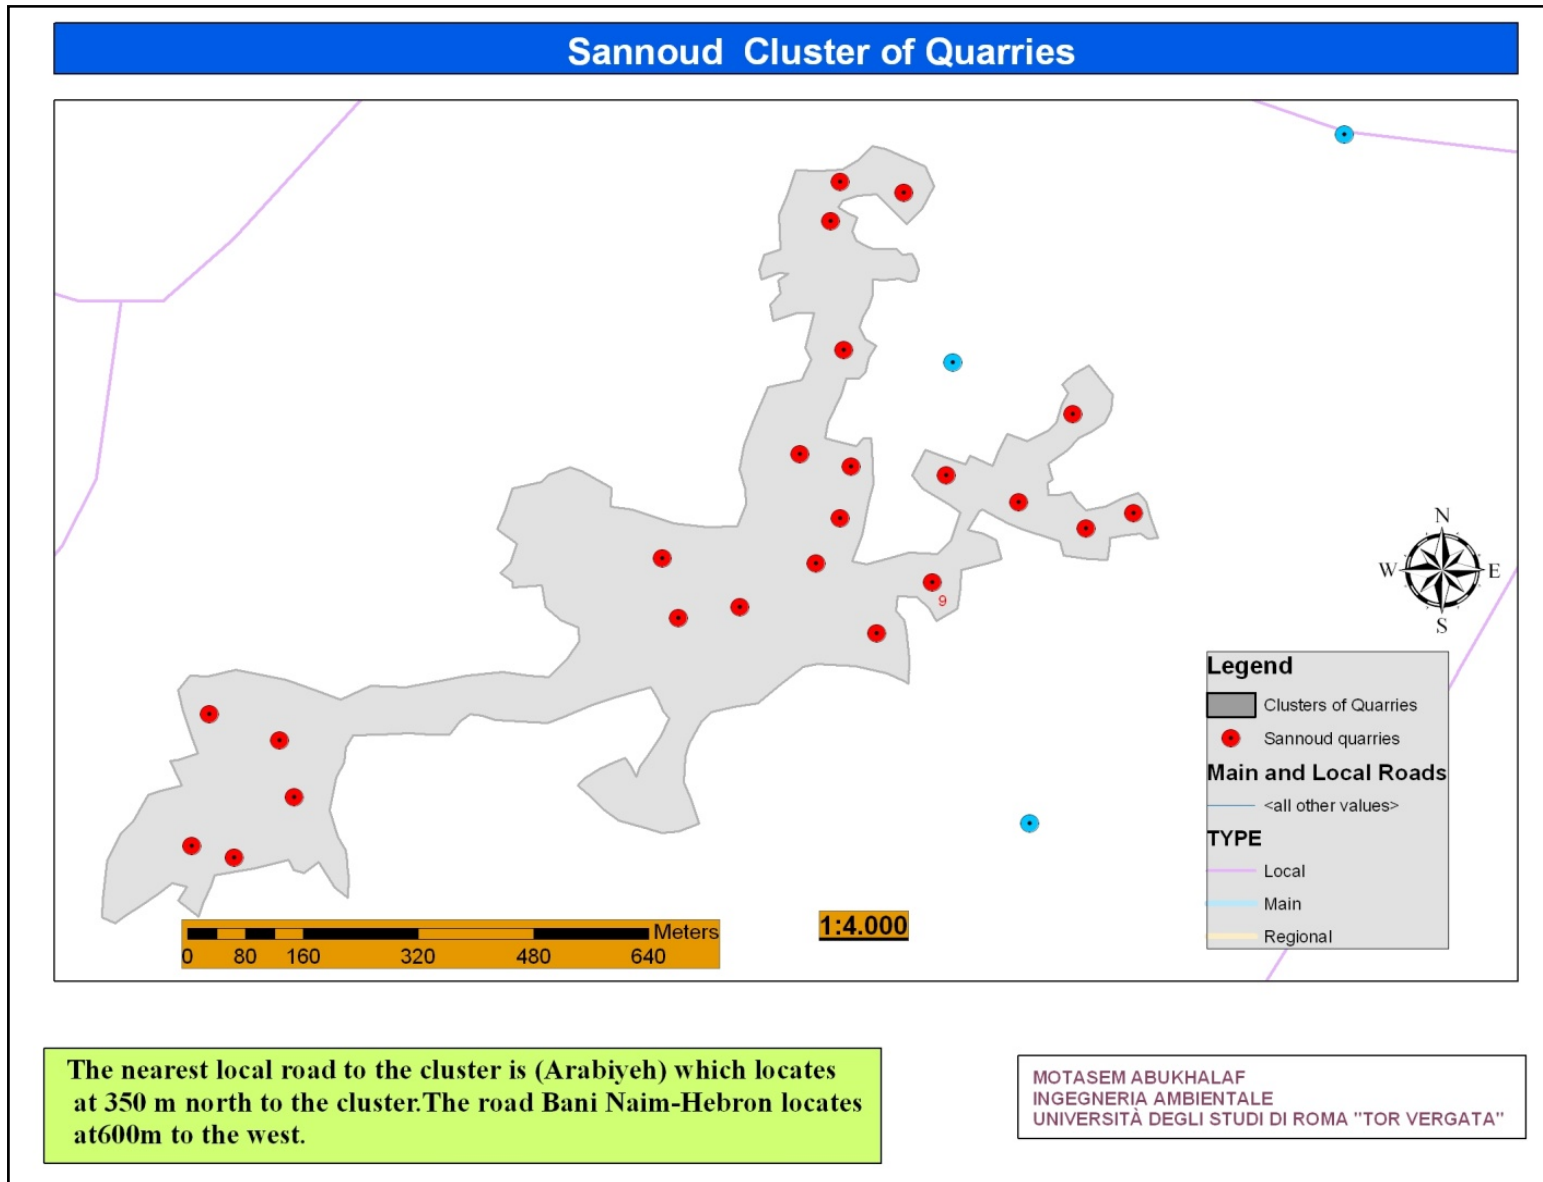 Sannoud  Cluster of Quarries
9
N
W
E
S
Legend
Clusters of Quarries
Sannoud quarries
Main and Local Roads
<all other values>
TYPE
Local
Main
Regional
Meters
0 80 160 320 480 640
1:4.000
The nearest local road to the cluster is (Arabiyeh) which locates
at 350 m north to the cluster.The road Bani Naim-Hebron locates
at600m to the west.
MOTASEM ABUKHALAF
INGEGNERIA AMBIENTALE
UNIVERSITÀ DEGLI STUDI DI ROMA "TOR VERGATA"